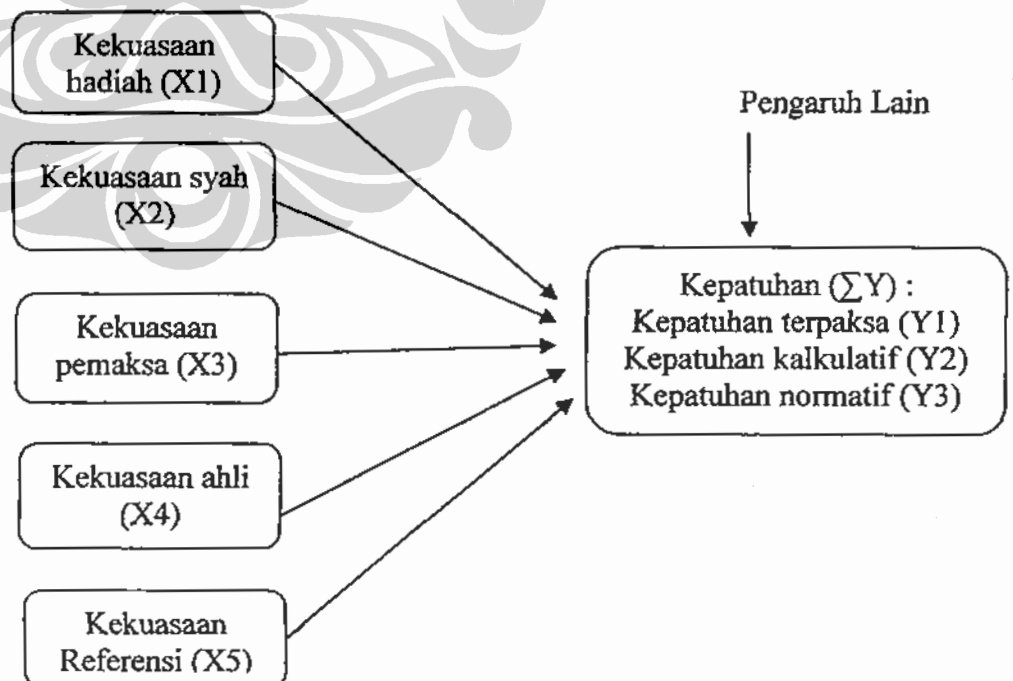 Kekuasaan
hadiah (X1)
Kekuasaan syah
(X2)
Kekuasaan
pemaksa (X3)
Kekuasaan ahli
(X4)
Kekuasaan
Referensi (X5)
Pengaruh Lain
Kepatuhan (∑Y) :
Kepatuhan terpaksa (Y1)
Kepatuhan kalkulatif (Y2)
Kepatuhan normatif (Y3)